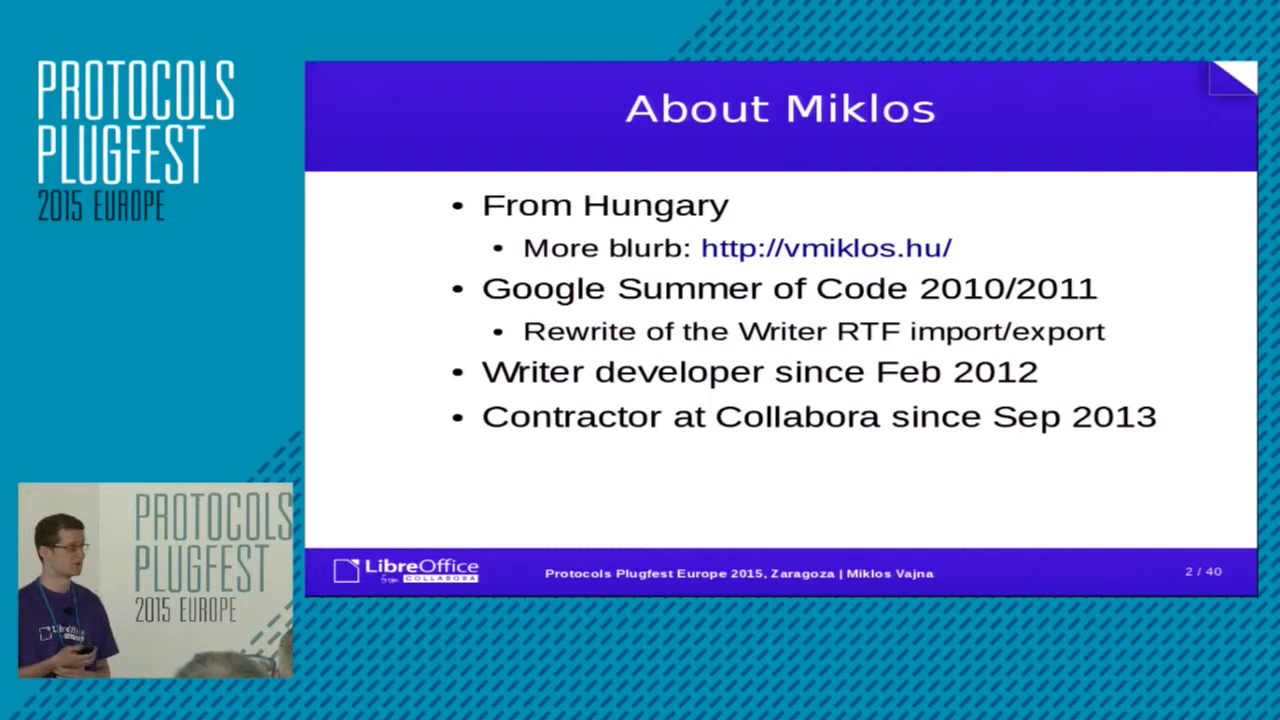 PROTOCOLS
PLUGFEST
2015 EUROPE
About Miklos
• From Hungary
• More blurb: http://vmiklos.hu/
• Google Summer of Code 2010/2011
• Rewrite of the Writer RTF import/export
• Writer developer since Feb 2012
• Contractor at Collabora since Sep 2013
LibreOffice
from COLLABORA
Protocols Plugfest Europe 2015, Zaragoza | Miklos Vajna
2 / 40
PROTOCOLS
PLUGFEST
2015 EUROPE
LibreOffice